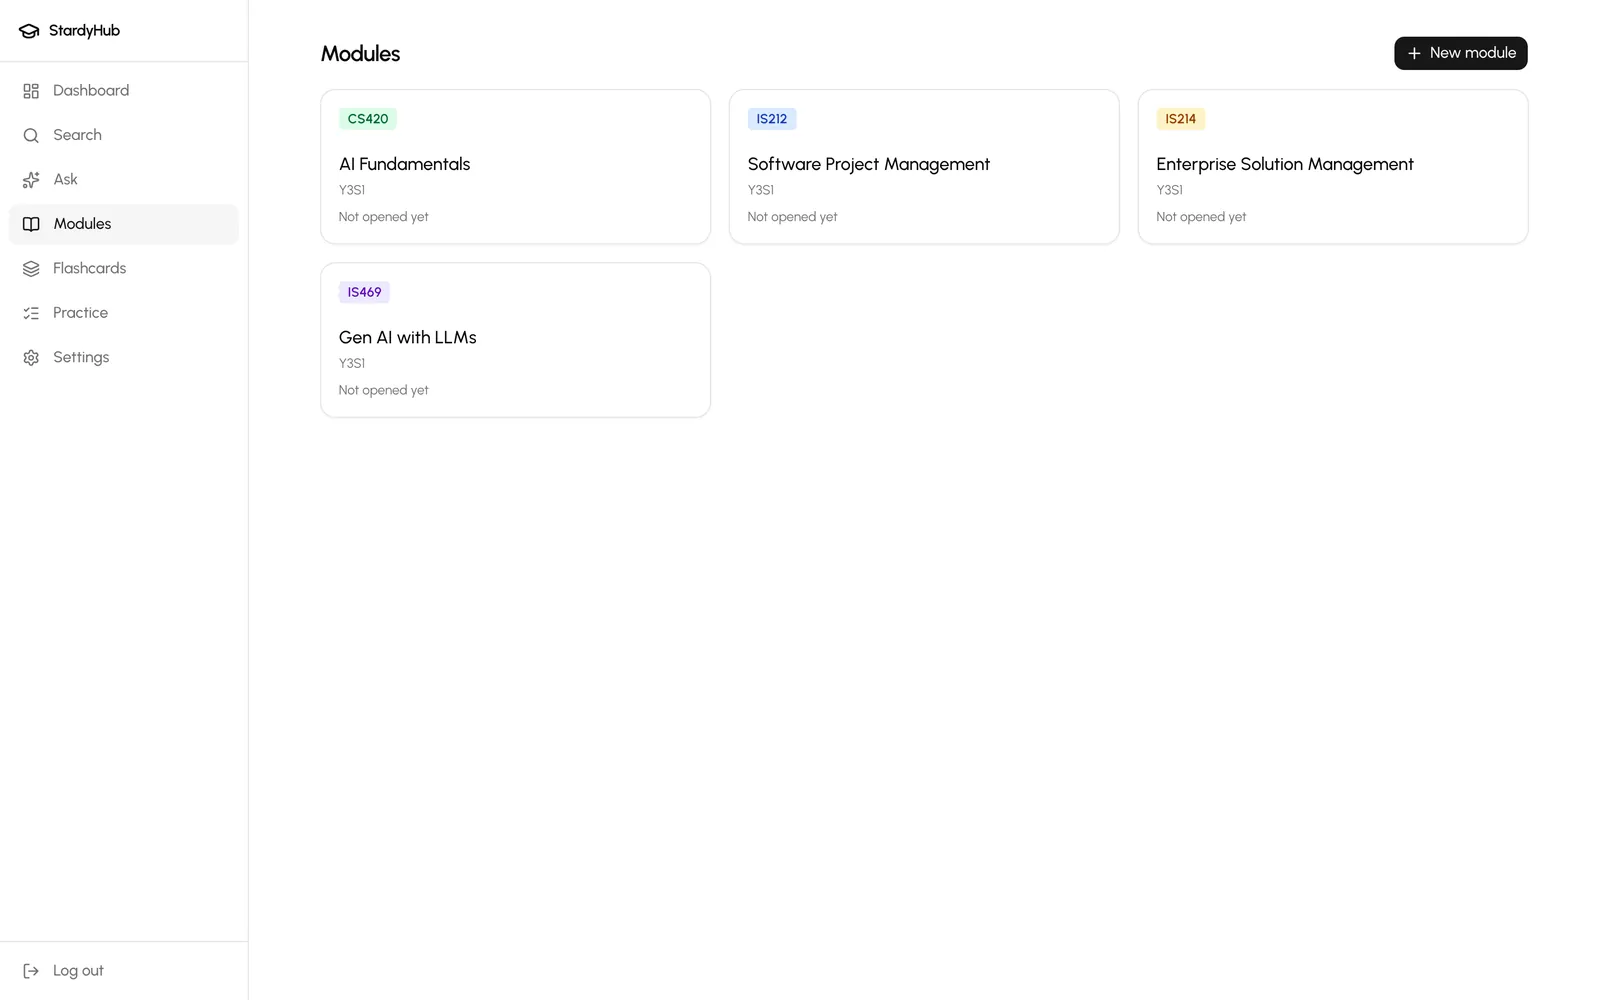 StardyHub
Dashboard
Search
Ask
Modules
Flashcards
Practice
Settings
Log out
Modules
New module
CS420
AI Fundamentals
Y3S1
Not opened yet
IS212
Software Project Management
Y3S1
Not opened yet
IS214
Enterprise Solution Management
Y3S1
Not opened yet
IS469
Gen AI with LLMs
Y3S1
Not opened yet